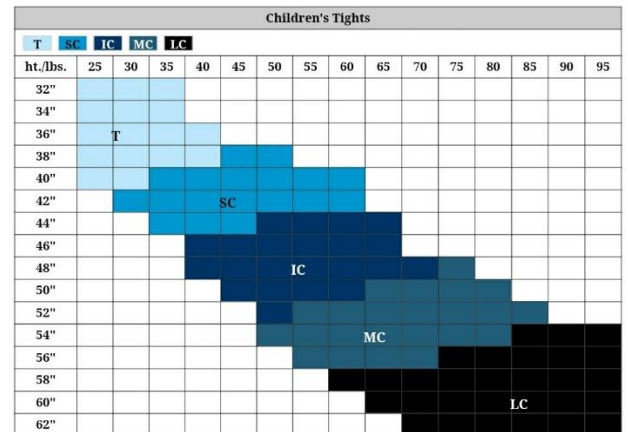 Children's Tights
T SC IC MC LC
ht./lbs. 25 30 35 40 45 50 55 60 65 70 75 80 85 90 95
32"
34"
36" T
38"
40"
42" SC
44"
46"
48" IC
50"
52"
54" MC
56"
58"
60" LC
62"